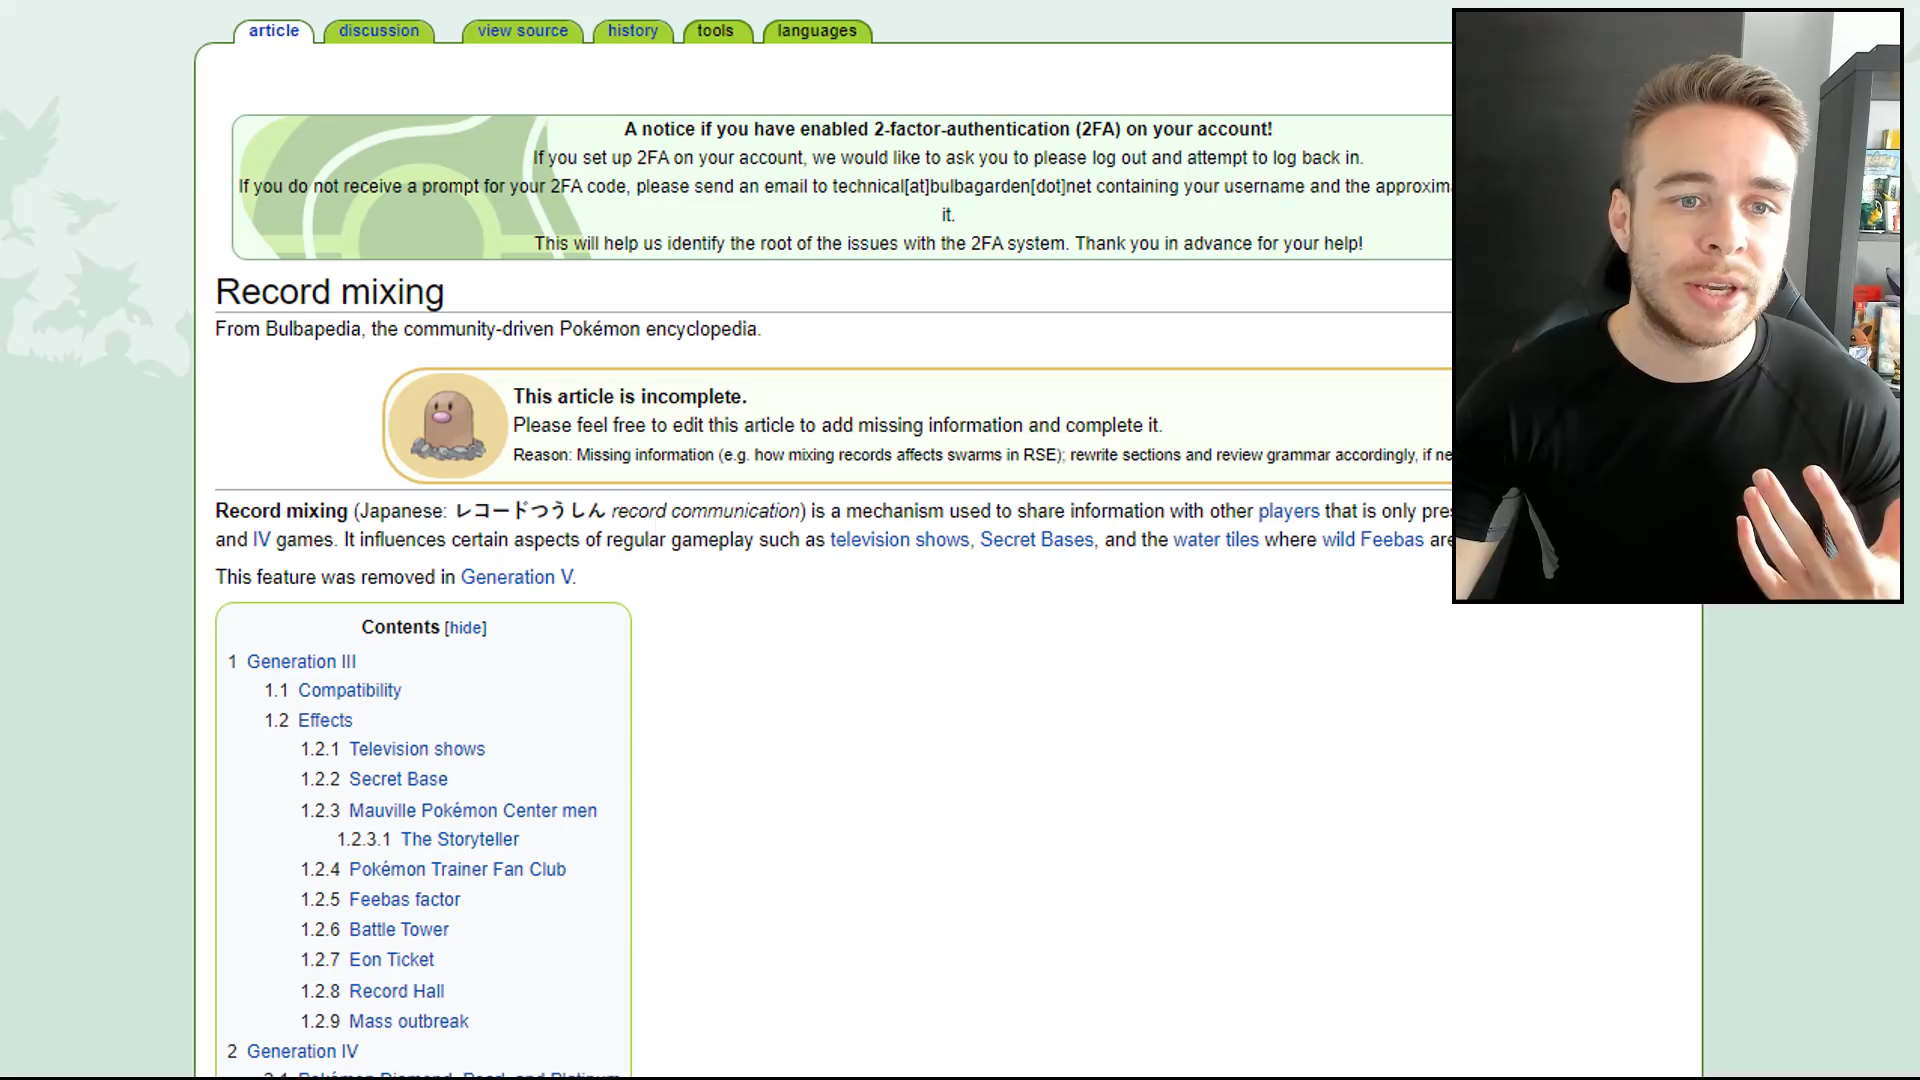 article
discussion
view source
history
tools
languages
A notice if you have enabled 2-factor-authentication (2FA) on your account!
If you set up 2FA on your account, we would like to ask you to please log out and attempt to log back in.
If you do not receive a prompt for your 2FA code, please send an email to technical[at]bulbagarden[dot]net containing your username and the
it.
This will help us identify the root of the issues with the 2FA system. Thank you in advance for your help!
Record mixing
From Bulbapedia, the community-driven Pokémon encyclopedia.
This article is incomplete.
Please feel free to edit this article to add missing information and complete it.
Reason: Missing information (e.g. how mixing records affects swarms in RSE); rewrite sections and review grammar accordingly, if
Record mixing (Japanese: レコードつうしん record communication) is a mechanism used to share information with other players that is only
and IV games. It influences certain aspects of regular gameplay such as television shows, Secret Bases, and the water tiles where wild Feebas
This feature was removed in Generation V.
Contents [hide]
1 Generation III
1.1 Compatibility
1.2 Effects
1.2.1 Television shows
1.2.2 Secret Base
1.2.3 Mauville Pokémon Center men
1.2.3.1 The Storyteller
1.2.4 Pokémon Trainer Fan Club
1.2.5 Feebas factor
1.2.6 Battle Tower
1.2.7 Eon Ticket
1.2.8 Record Hall
1.2.9 Mass outbreak
2 Generation IV